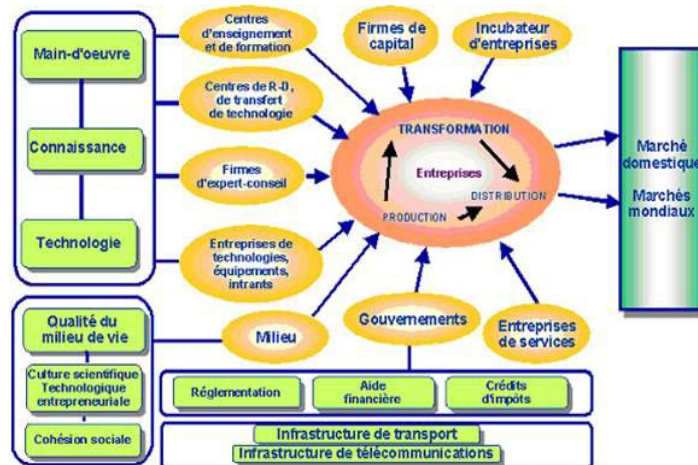 Main-d'oeuvre
Connaissance
Technologie
Centres
d'enseignement
et de formation
Centres de R-D,
de transfert
de technologie
Firmes
d'expert-conseil
Entreprises de
technologies,
équipements,
intrants
Firmes de
capital
Incubateur
d'entreprises
TRANSFORMATION
Entreprises
DISTRIBUTION
PRODUCTION
Marché
domestique
Marchés
mondiaux
Qualité du
milieu de vie
Culture scientifique
Technologique
entrepreneuriale
Cohésion sociale
Milieu
Gouvernements
Entreprises
de services
Réglementation
Aide
financière
Crédits
d'impôts
Infrastructure de transport
Infrastructure de télécommunications